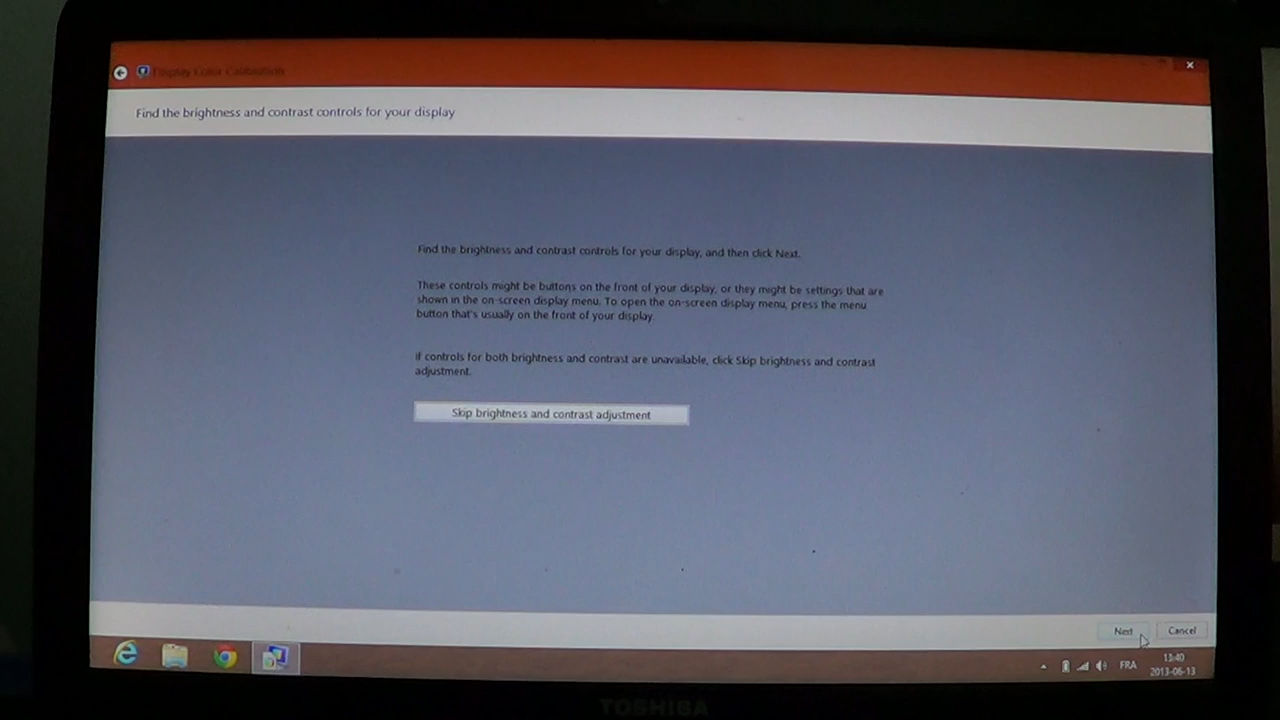 Display Color Calibration
Find the brightness and contrast controls for your display
Find the brightness and contrast controls for your display, and then click Next.
These controls might be buttons on the front of your display, or they might be settings that are
shown in the on-screen display menu. To open the on-screen display menu, press the menu
button that's usually on the front of your display.
If controls for both brightness and contrast are unavailable, click Skip brightness and contrast
adjustment.
Skip brightness and contrast adjustment
Next
Cancel
FRA
13:40
2013-06-13
TOSHIBA